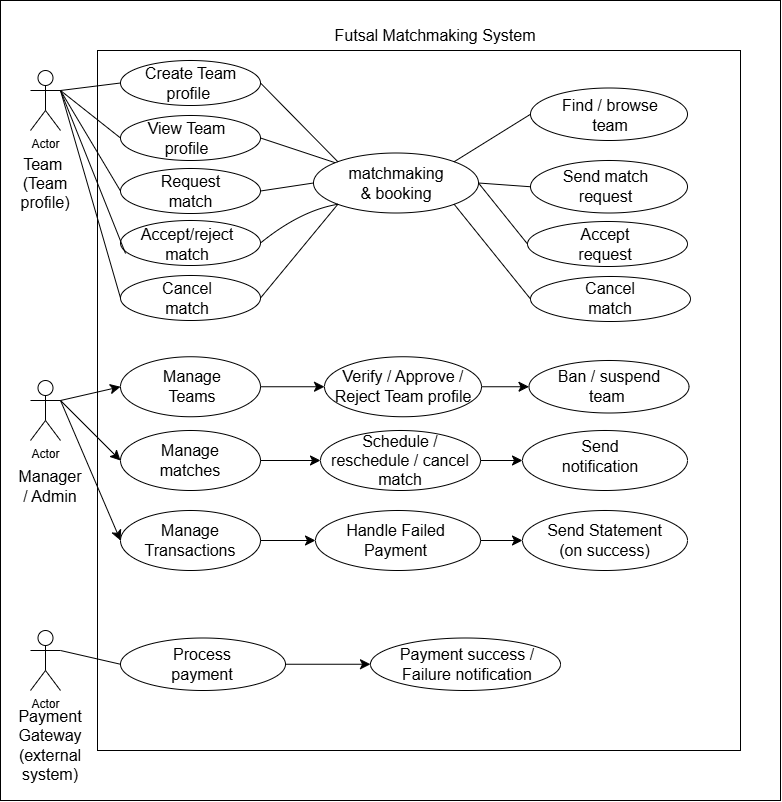 Futsal Matchmaking System
Actor
Team
(Team
profile)
Create Team
profile
View Team
profile
Request
match
Accept/reject
match
Cancel
match
matchmaking
& booking
Find / browse
team
Send match
request
Accept
request
Cancel
match
Actor
Manager
/ Admin
Manage
Teams
Verify / Approve /
Reject Team profile
Ban / suspend
team
Manage
matches
Schedule /
reschedule / cancel
match
Send
notification
Manage
Transactions
Handle Failed
Payment
Send Statement
(on success)
Actor
Payment
Gateway
(external
system)
Process
payment
Payment success /
Failure notification